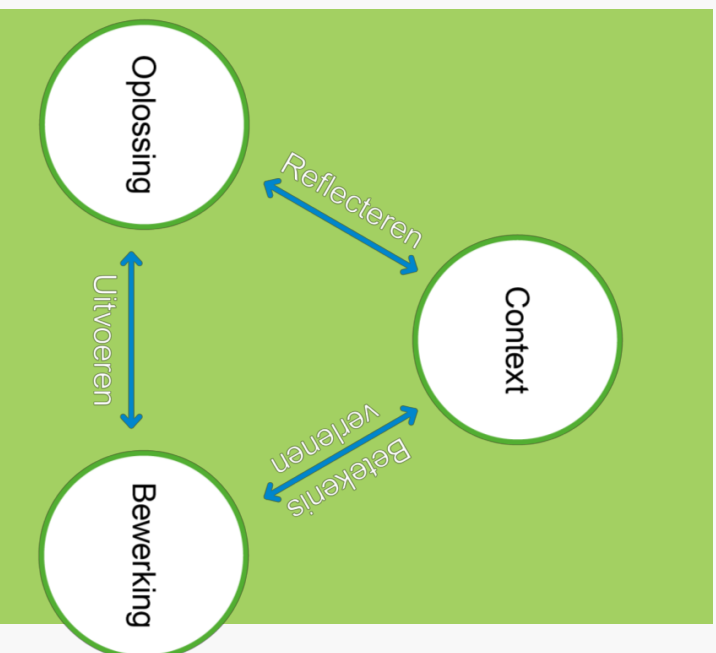 Context
Reflecteren
Betekenis
verlenen
Oplossing
Uitvoeren
Bewerking